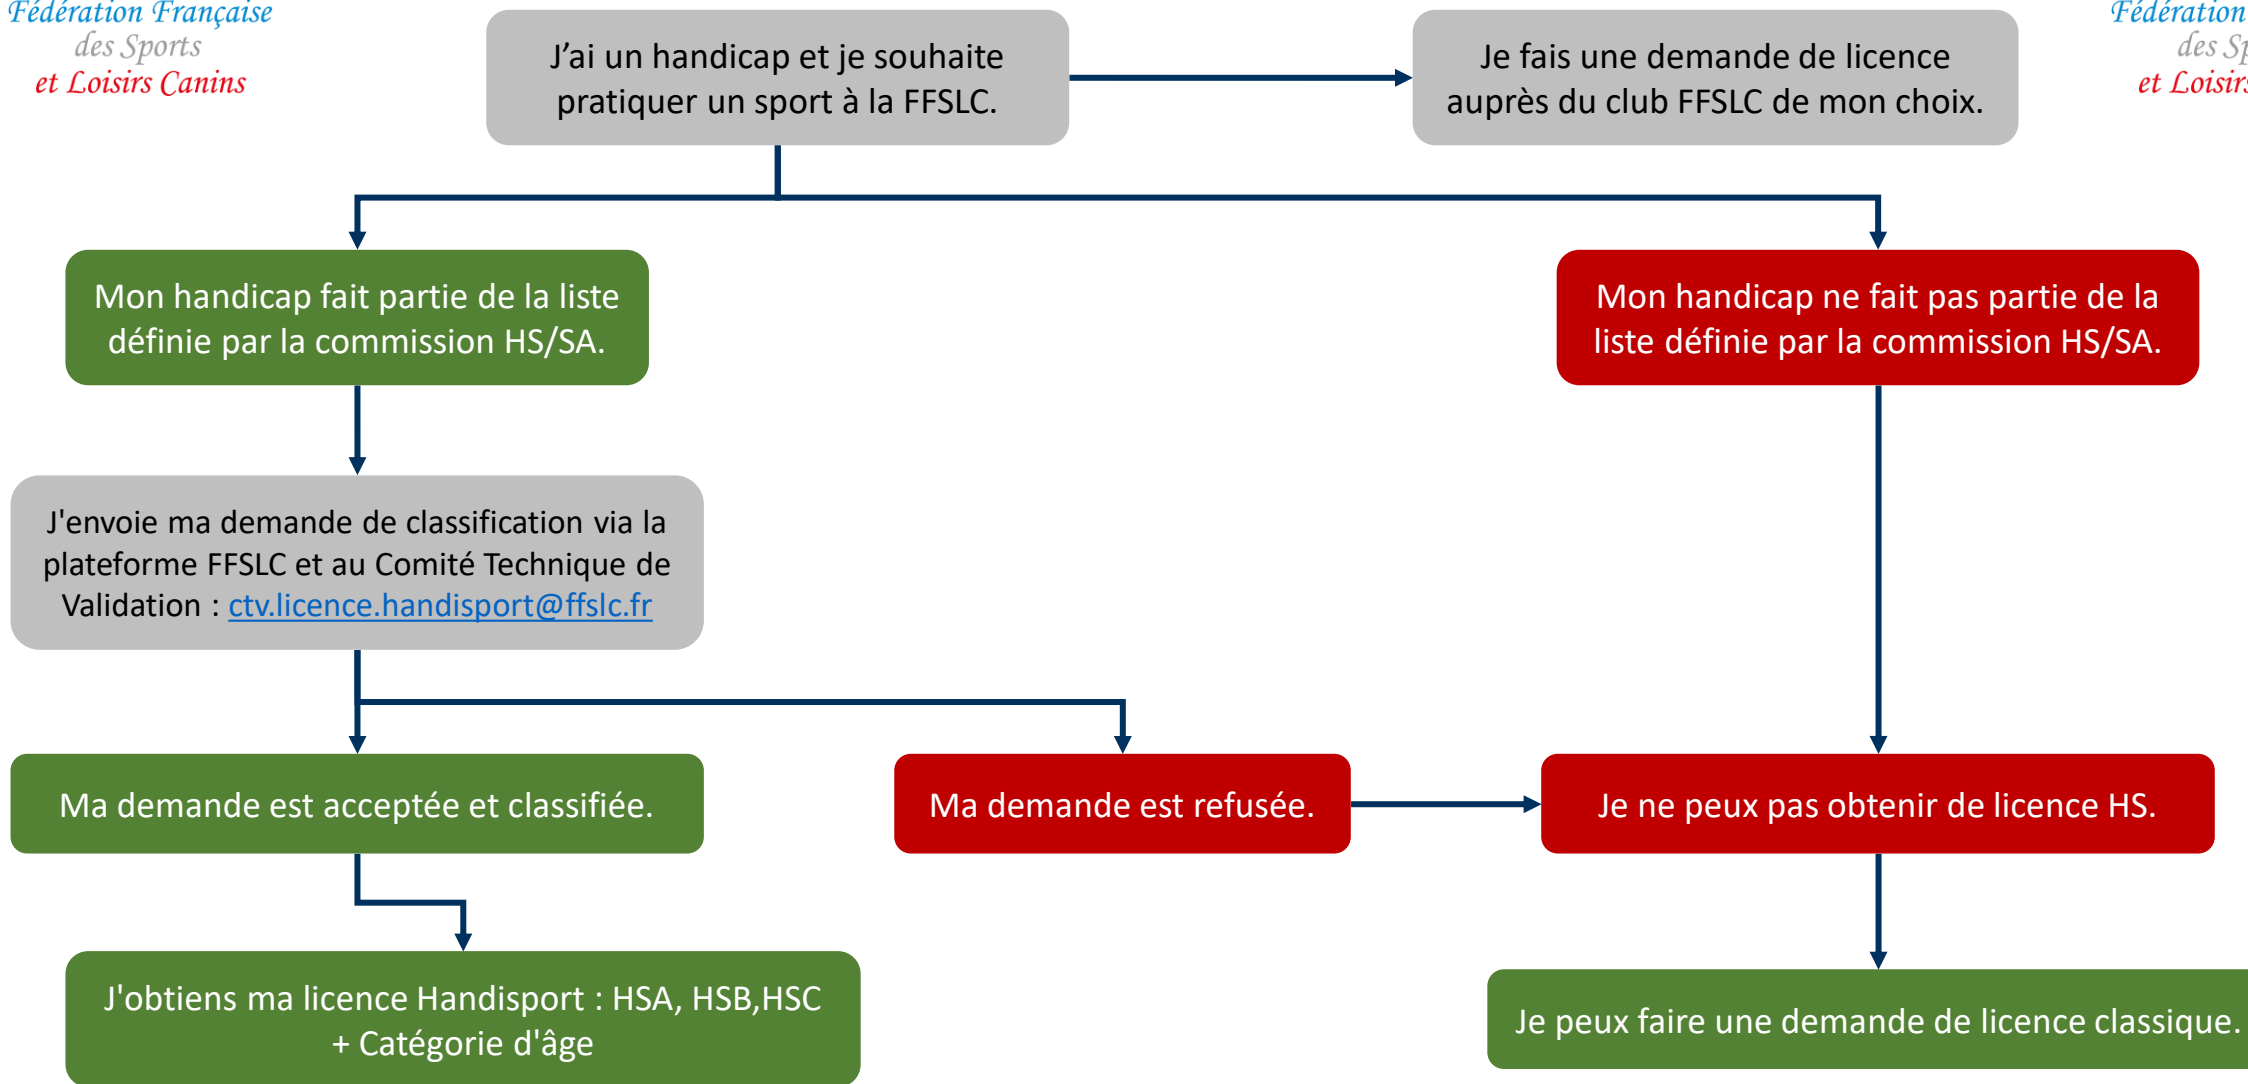 Fédération Française
des Sports
et Loisirs Canins
J’ai un handicap et je souhaite
pratiquer un sport à la FFSLC.
Je fais une demande de licence
auprès du club FFSLC de mon choix.
Fédération
des Sp
et Loisirs
Mon handicap fait partie de la liste
définie par la commission HS/SA.
Mon handicap ne fait pas partie de la
liste définie par la commission HS/SA.
J'envoie ma demande de classification via la
plateforme FFSLC et au Comité Technique de
Validation : ctv.licence.handisport@ffslc.fr
Ma demande est acceptée et classifiée.
Ma demande est refusée.
Je ne peux pas obtenir de licence HS.
J'obtiens ma licence Handisport : HSA, HSB,HSC
+ Catégorie d'âge
Je peux faire une demande de licence classique.